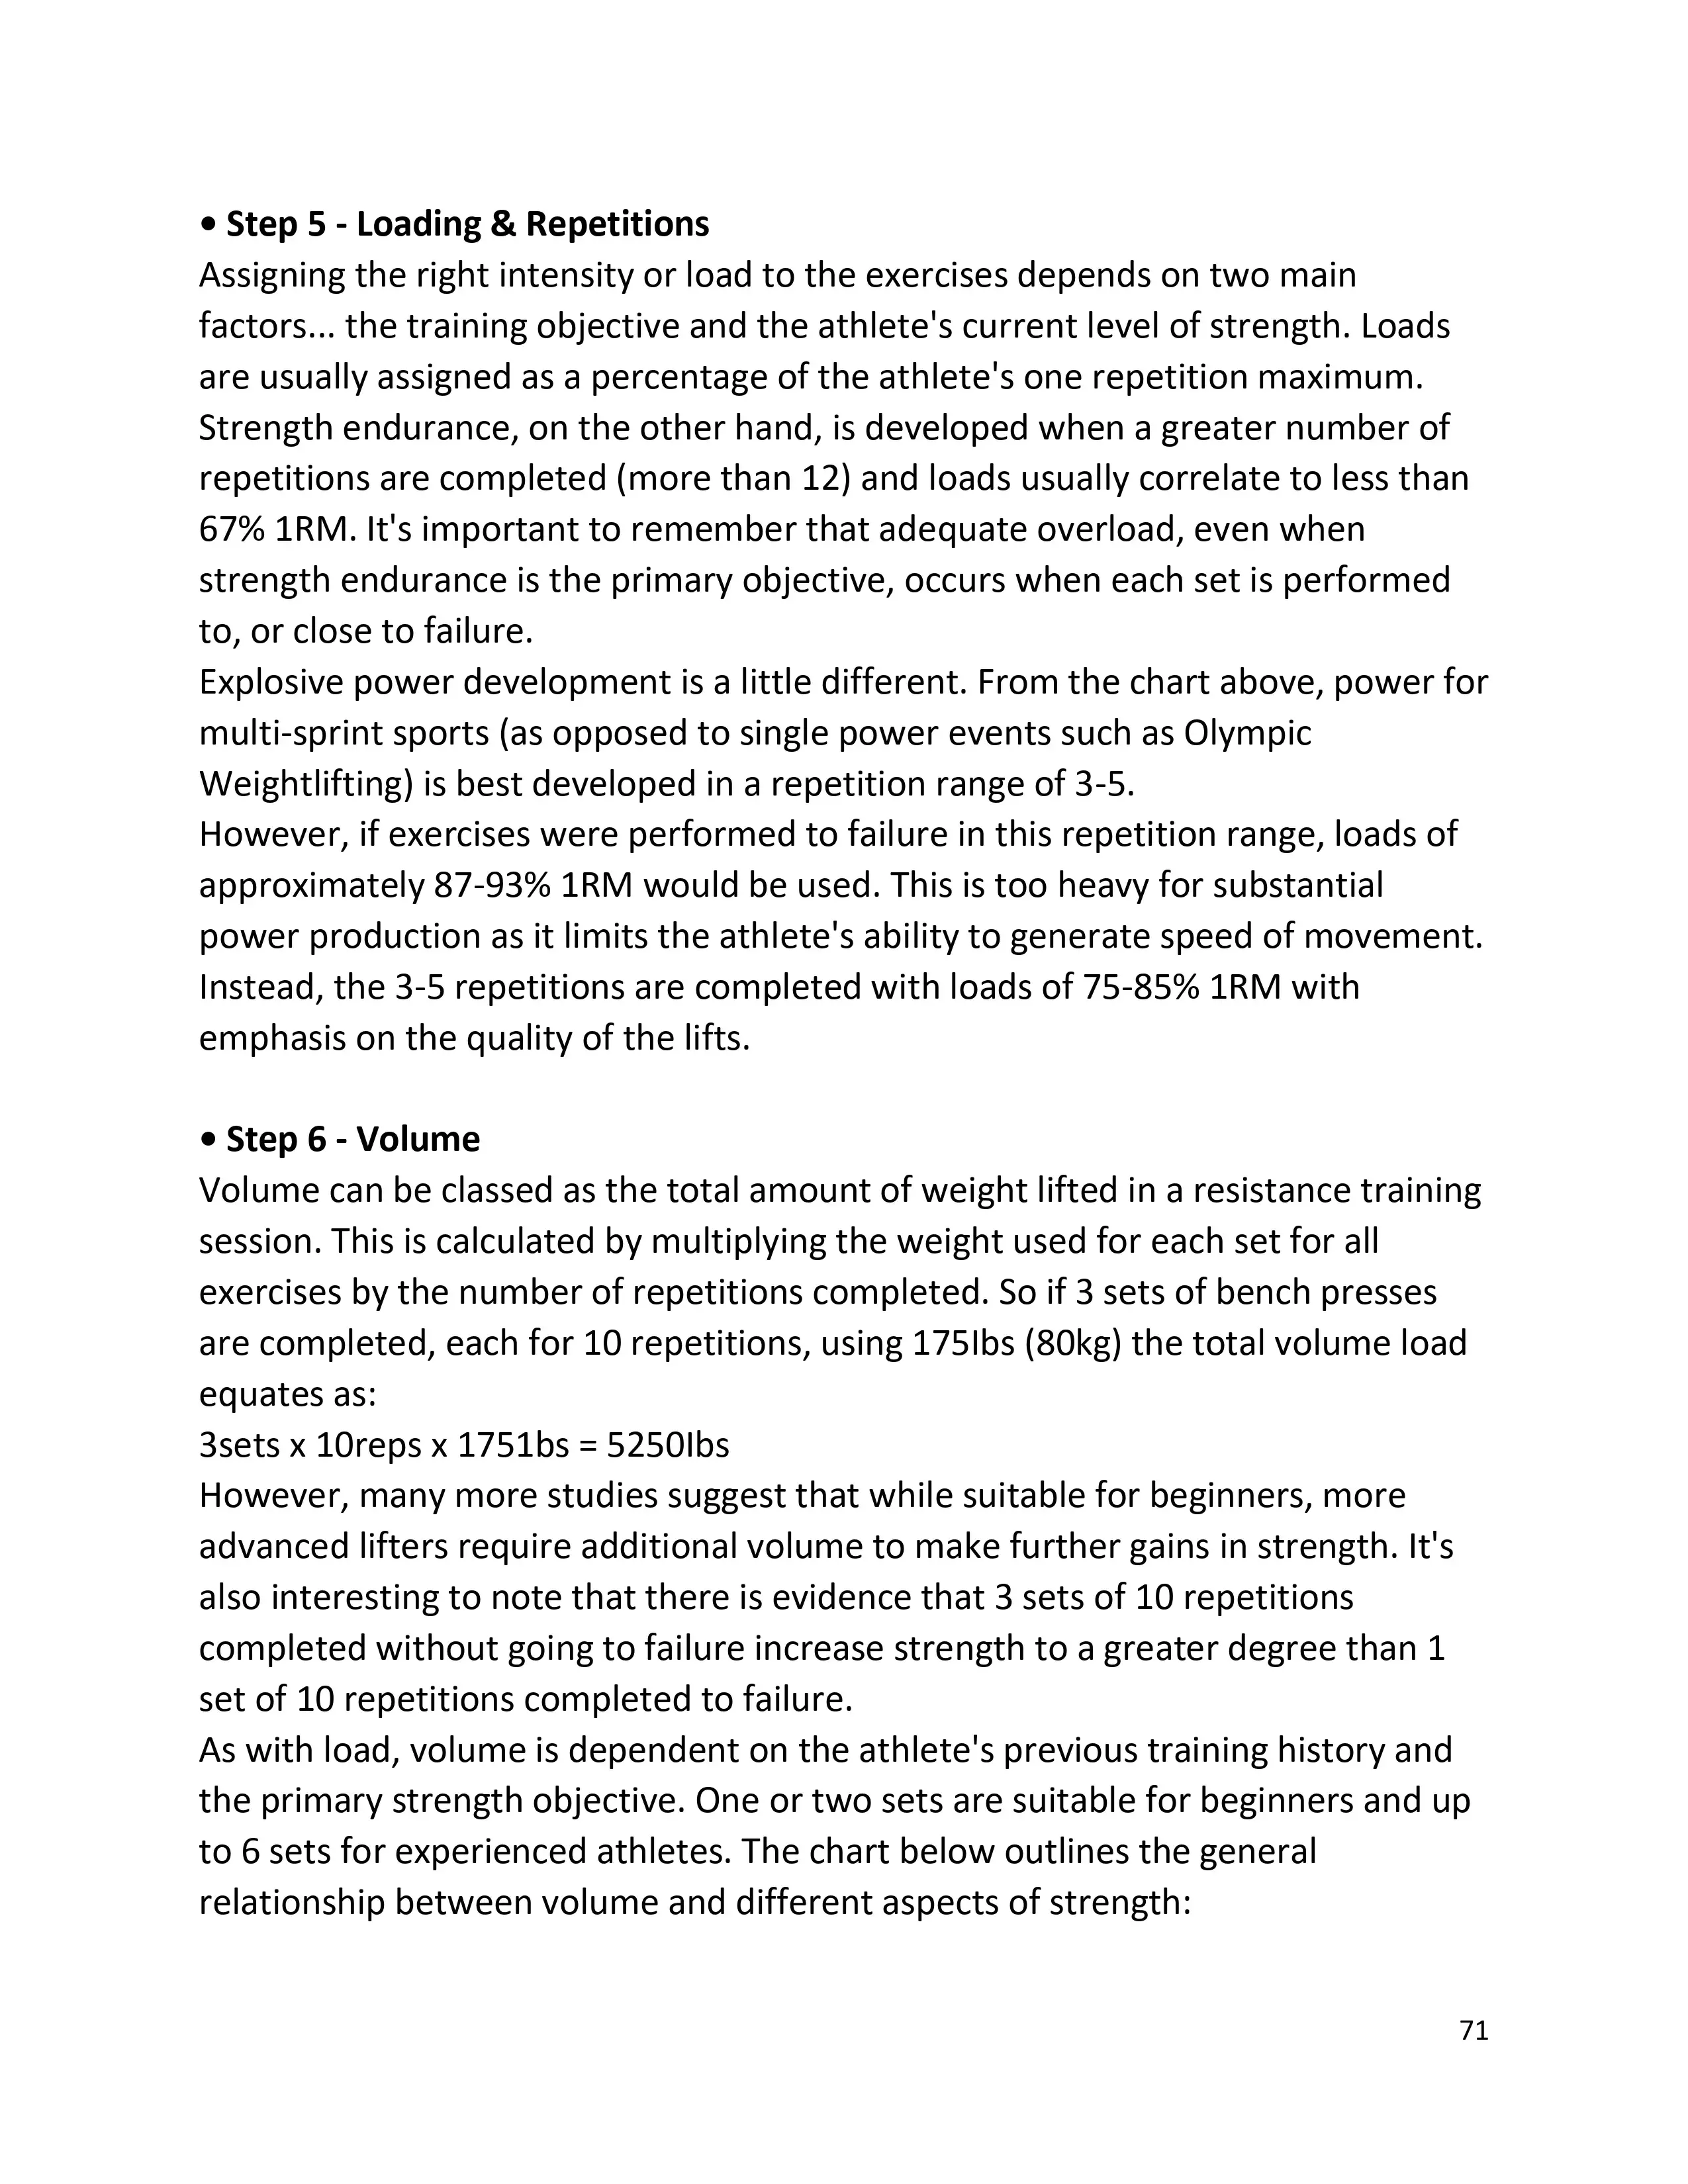 • Step 5 - Loading & Repetitions
Assigning the right intensity or load to the exercises depends on two main
factors... the training objective and the athlete's current level of strength. Loads
are usually assigned as a percentage of the athlete's one repetition maximum.
Strength endurance, on the other hand, is developed when a greater number of
repetitions are completed (more than 12) and loads usually correlate to less than
67% 1RM. It's important to remember that adequate overload, even when
strength endurance is the primary objective, occurs when each set is performed
to, or close to failure.
Explosive power development is a little different. From the chart above, power for
multi-sprint sports (as opposed to single power events such as Olympic
Weightlifting) is best developed in a repetition range of 3-5.
However, if exercises were performed to failure in this repetition range, loads of
approximately 87-93% 1RM would be used. This is too heavy for substantial
power production as it limits the athlete's ability to generate speed of movement.
Instead, the 3-5 repetitions are completed with loads of 75-85% 1RM with
emphasis on the quality of the lifts.
• Step 6 - Volume
Volume can be classed as the total amount of weight lifted in a resistance training
session. This is calculated by multiplying the weight used for each set for all
exercises by the number of repetitions completed. So if 3 sets of bench presses
are completed, each for 10 repetitions, using 175Ibs (80kg) the total volume load
equates as:
3sets x 10reps x 1751bs = 5250Ibs
However, many more studies suggest that while suitable for beginners, more
advanced lifters require additional volume to make further gains in strength. It's
also interesting to note that there is evidence that 3 sets of 10 repetitions
completed without going to failure increase strength to a greater degree than 1
set of 10 repetitions completed to failure.
As with load, volume is dependent on the athlete's previous training history and
the primary strength objective. One or two sets are suitable for beginners and up
to 6 sets for experienced athletes. The chart below outlines the general
relationship between volume and different aspects of strength:
71